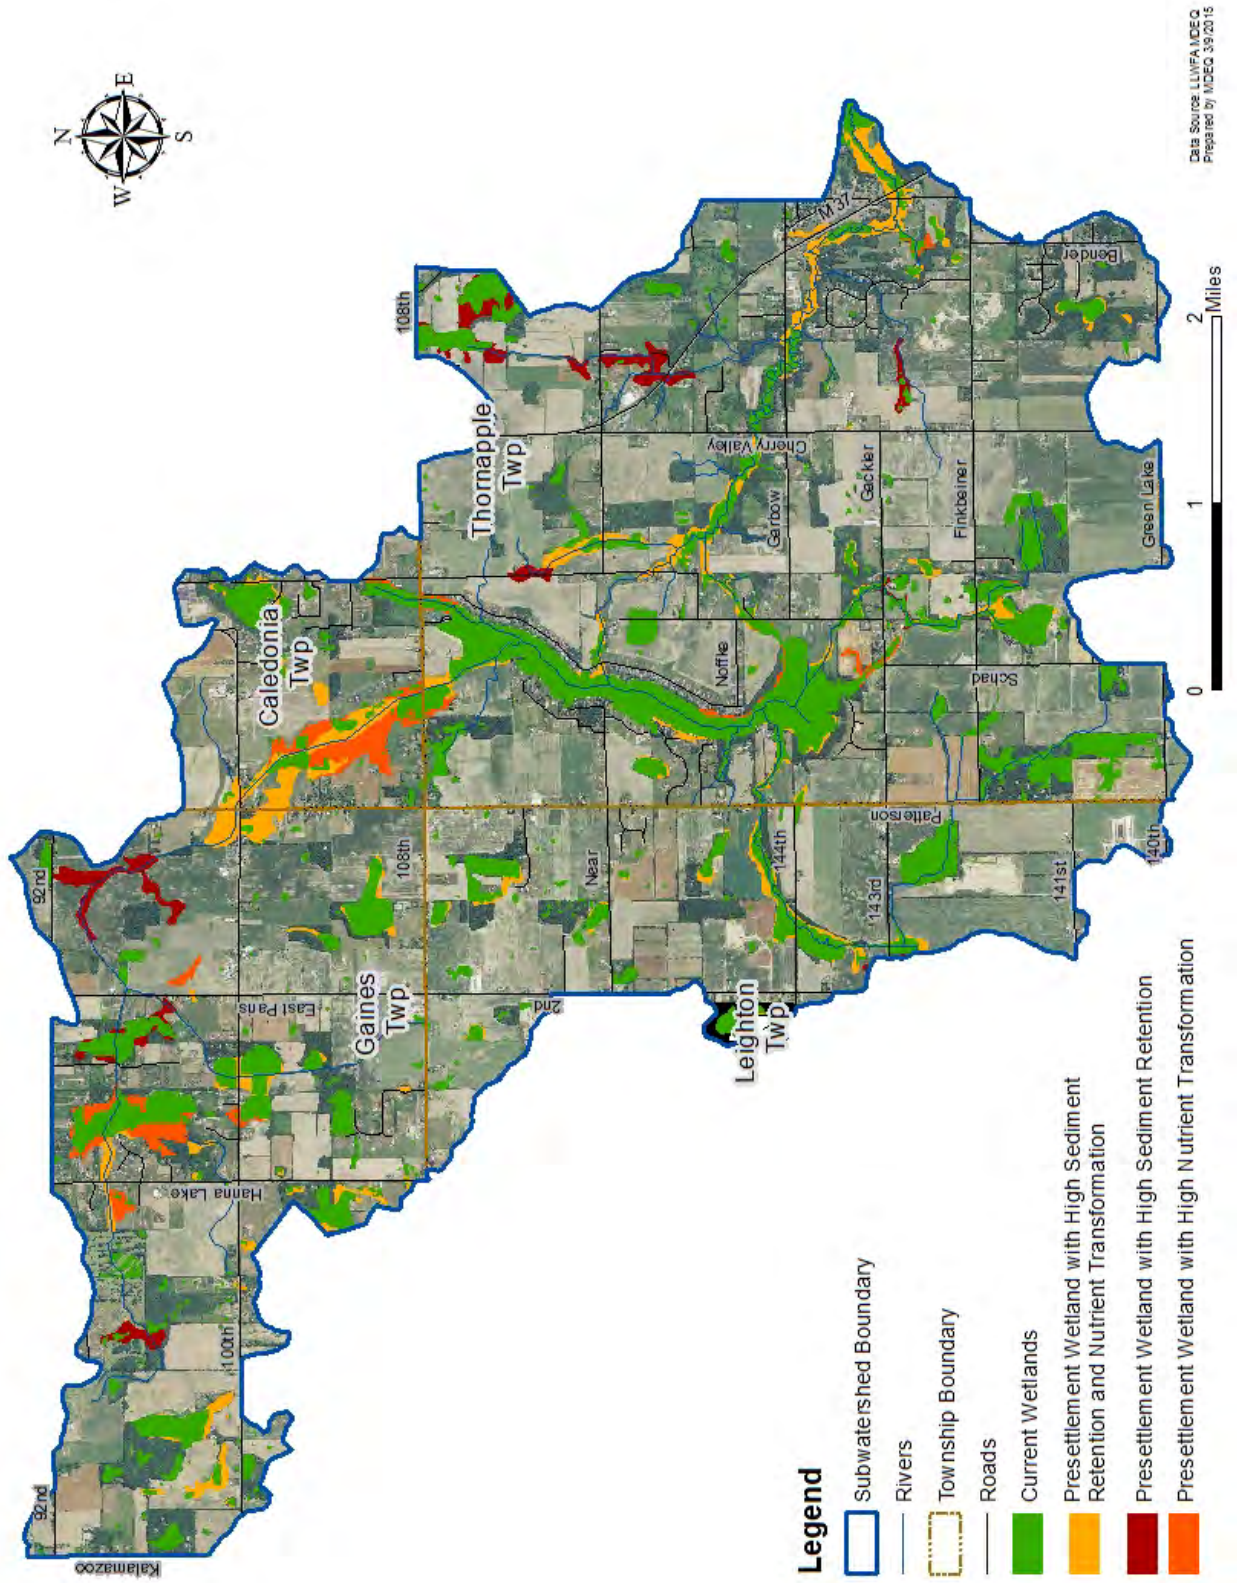 N
W E
S
Data Source: LLWFA MDEQ
Prepared by MDEQ 3/9/2015
92nd
Kalamazoo
100th
Hanna Lake
East Paris
Gaines
Twp
92nd
108th
2nd
Near
Caledonia
Twp
Thornapple
Twp
108th
Leighton
Twp
144th
143rd
Patterson
141st
140th
Noffke
Schad
Garbow
Cherry Valley
Gacker
Finkbeiner
Green Lake
M 37
Bender
0 1 2
Miles
Legend
Subwatershed Boundary
Rivers
Township Boundary
Roads
Current Wetlands
Presettlement Wetland with High Sediment
Retention and Nutrient Transformation
Presettlement Wetland with High Sediment Retention
Presettlement Wetland with High Nutrient Transformation